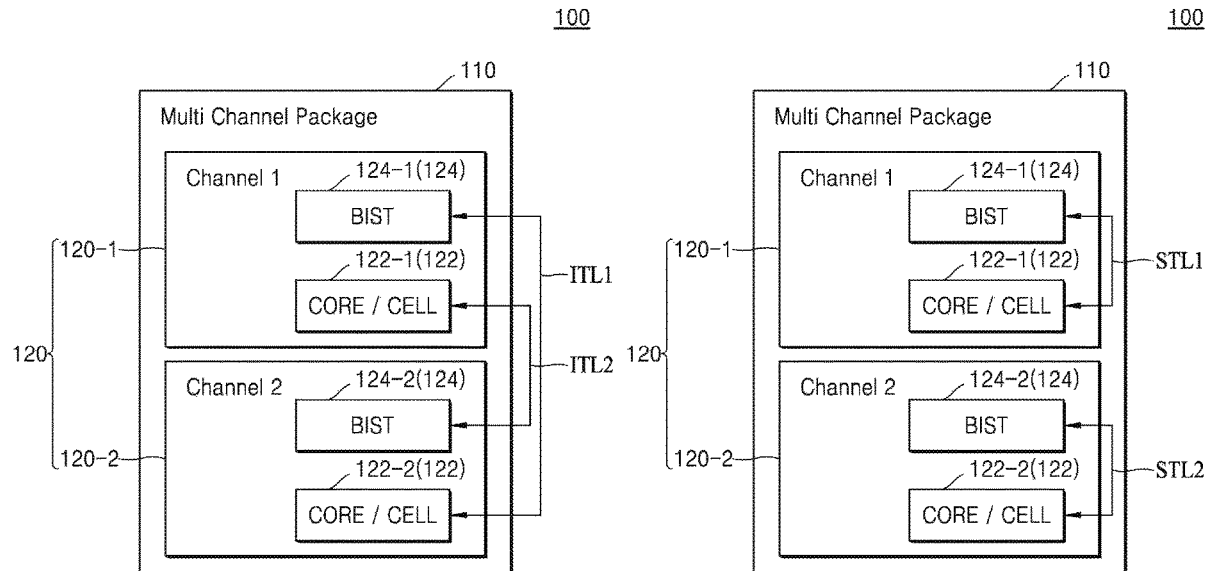 100
110
Multi Channel Package
Channel 1
124-1(124)
BIST
120-1
122-1(122)
ITL1
CORE / CELL
120
ITL2
Channel 2
124-2(124)
BIST
120-2
122-2(122)
CORE / CELL
100
110
Multi Channel Package
Channel 1
124-1(124)
BIST
120-1
122-1(122)
STL1
CORE / CELL
120
Channel 2
124-2(124)
BIST
120-2
122-2(122)
STL2
CORE / CELL